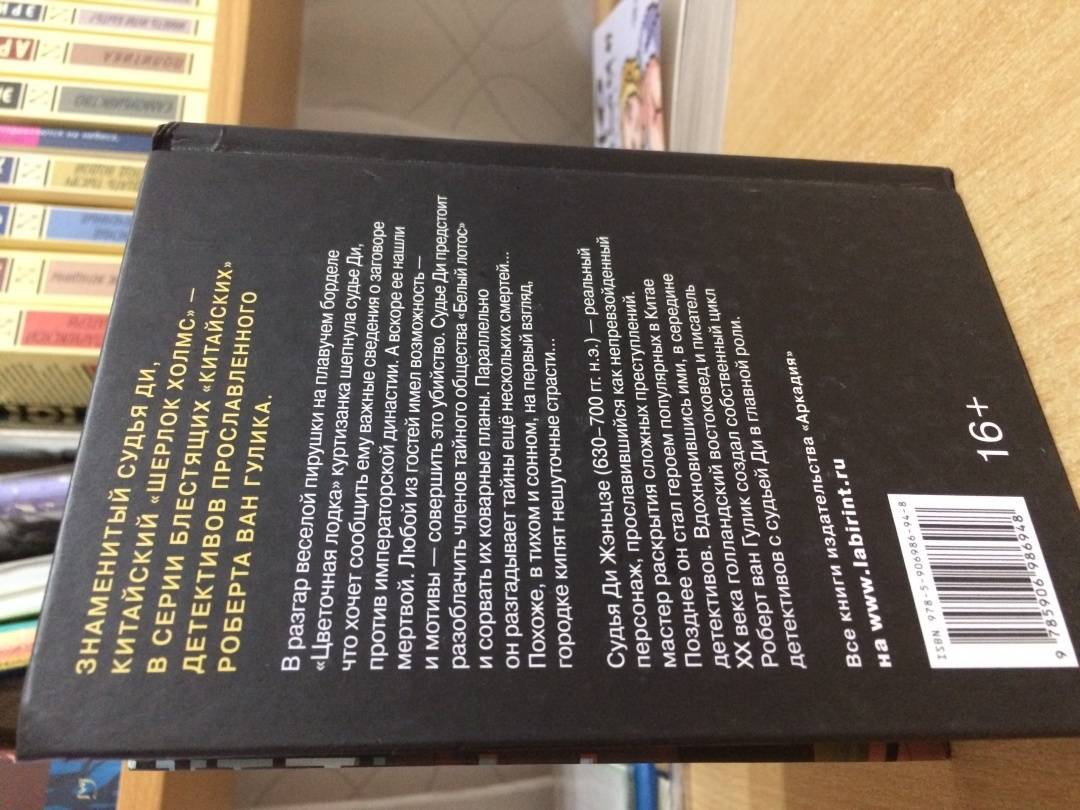 ЗНАМЕНИТЫЙ СУДЬЯ ДИ,
КИТАЙСКИЙ «ШЕРЛОК ХОЛМС» —
В СЕРИИ БЛЕСТЯЩИХ «КИТАЙСКИХ»
ДЕТЕКТИВОВ ПРОСЛАВЛЕННОГО
РОБЕРТА ВАН ГУЛИКА.
В разгар веселой пирушки на плавучем борделе
«Цветочная лодка» куртизанка шепнула судье Ди,
что хочет сообщить ему важные сведения о заговоре
против императорской династии. А вскоре ее нашли
мертвой. Любой из гостей имел возможность —
и мотивы — совершить это убийство. Судье Ди предстоит
разоблачить членов тайного общества «Белый лотос»
и сорвать их коварные планы. Параллельно
он разгадывает тайны ещё нескольких смертей...
Похоже, в тихом и сонном, на первый взгляд,
городке кипят нешуточные страсти...
Судья Ди Жэньцзе (630–700 гг. н.э.) — реальный
персонаж, прославившийся как непревзойденный
мастер раскрытия сложных преступлений.
Позднее он стал героем популярных в Китае
детективов. Вдохновившись ими, в середине
XX века голландский востоковед и писатель
Роберт ван Гулик создал собственный цикл
детективов с судьей Ди в главной роли.
Все книги издательства «Аркадия»
на www.labirint.ru
16+
ISBN 978-5-906986-94-8
9 785906 986948
ПОЛИТИКА
САМОУБИЙСТВО